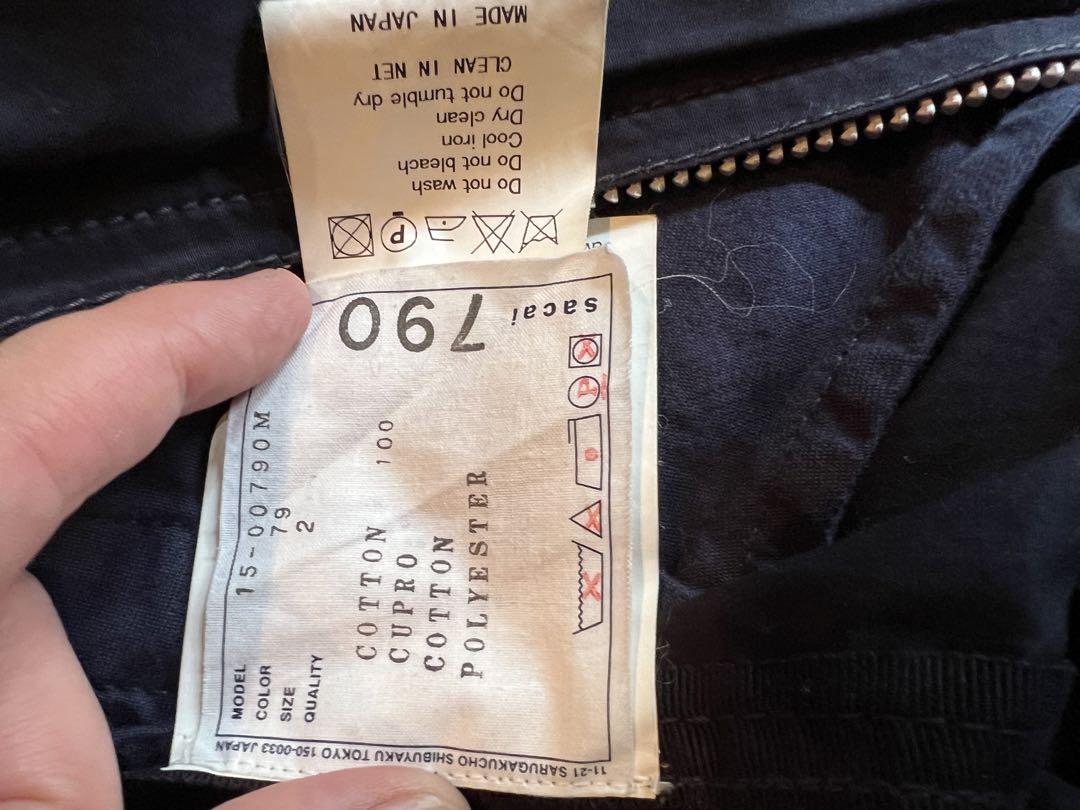 MADE IN JAPAN
CLEAN IN NET
Do not tumble dry
Dry clean
Cool iron
Do not bleach
Do not wash
P
sacai
790
MODEL 15-00790M
COLOR 79
SIZE 2
QUALITY
COTTON 100
CUPRO
COTTON
POLYESTER
11-21 SARUGAKUCHO SHIBUYAKU TOKYO 150-0033 JAPAN